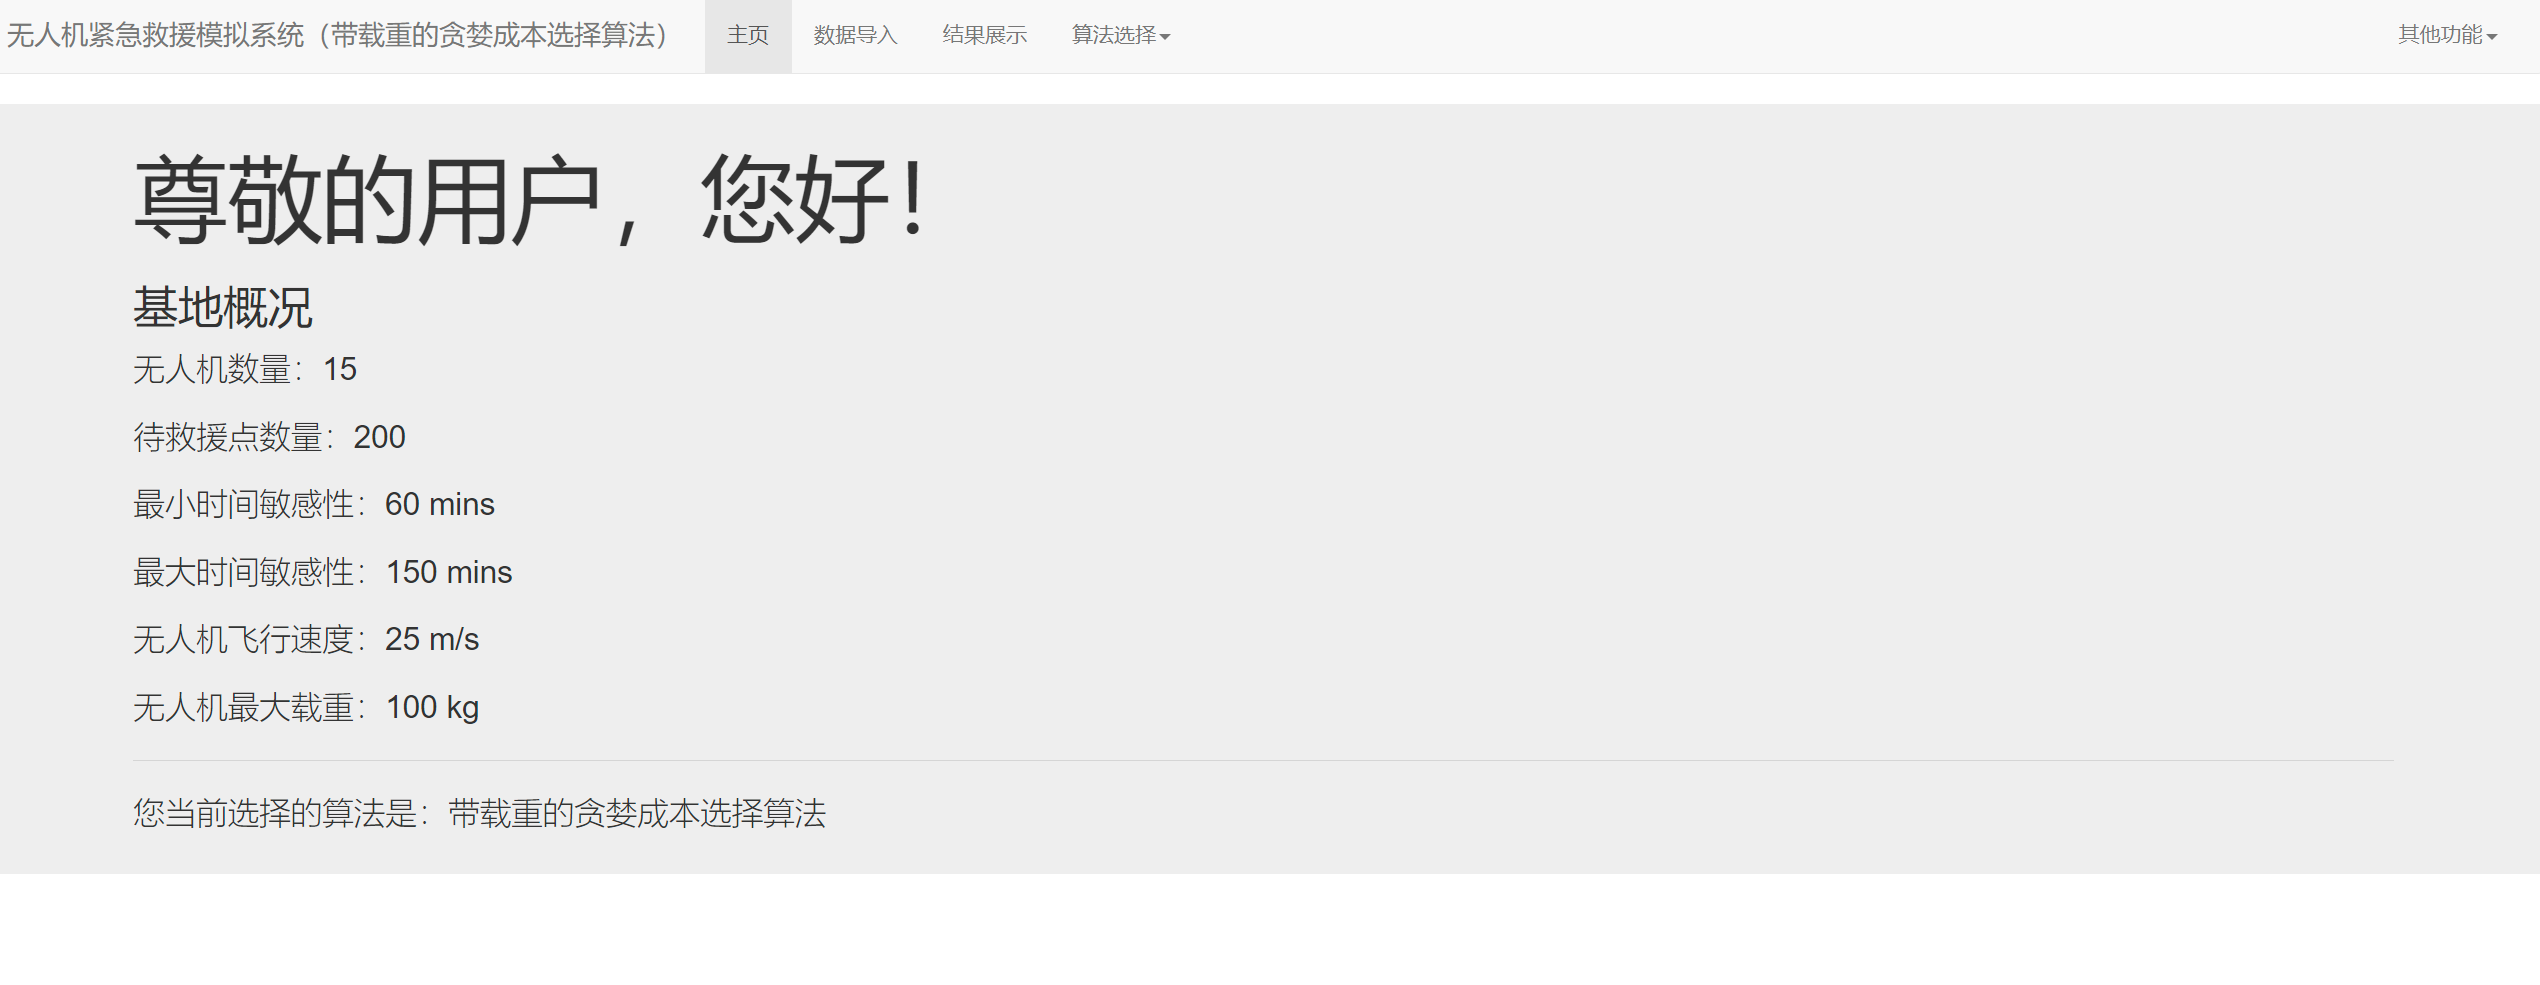 无人机紧急救援模拟系统（带载重的贪婪成本选择算法） 主页 数据导入 结果展示 算法选择 其他功能
尊敬的用户，您好！
基地概况
无人机数量：15
待救援点数量：200
最小时间敏感性：60 mins
最大时间敏感性：150 mins
无人机飞行速度：25 m/s
无人机最大载重：100 kg
您当前选择的算法是：带载重的贪婪成本选择算法